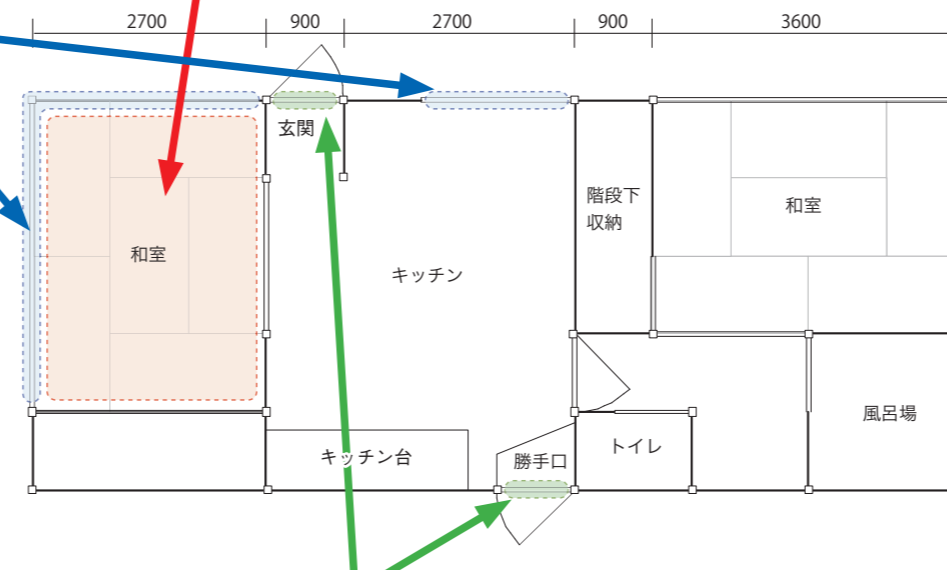 2700
900
2700
900
3600
玄関
階段下
収納
和室
和室
キッチン
キッチン台
勝手口
トイレ
風呂場